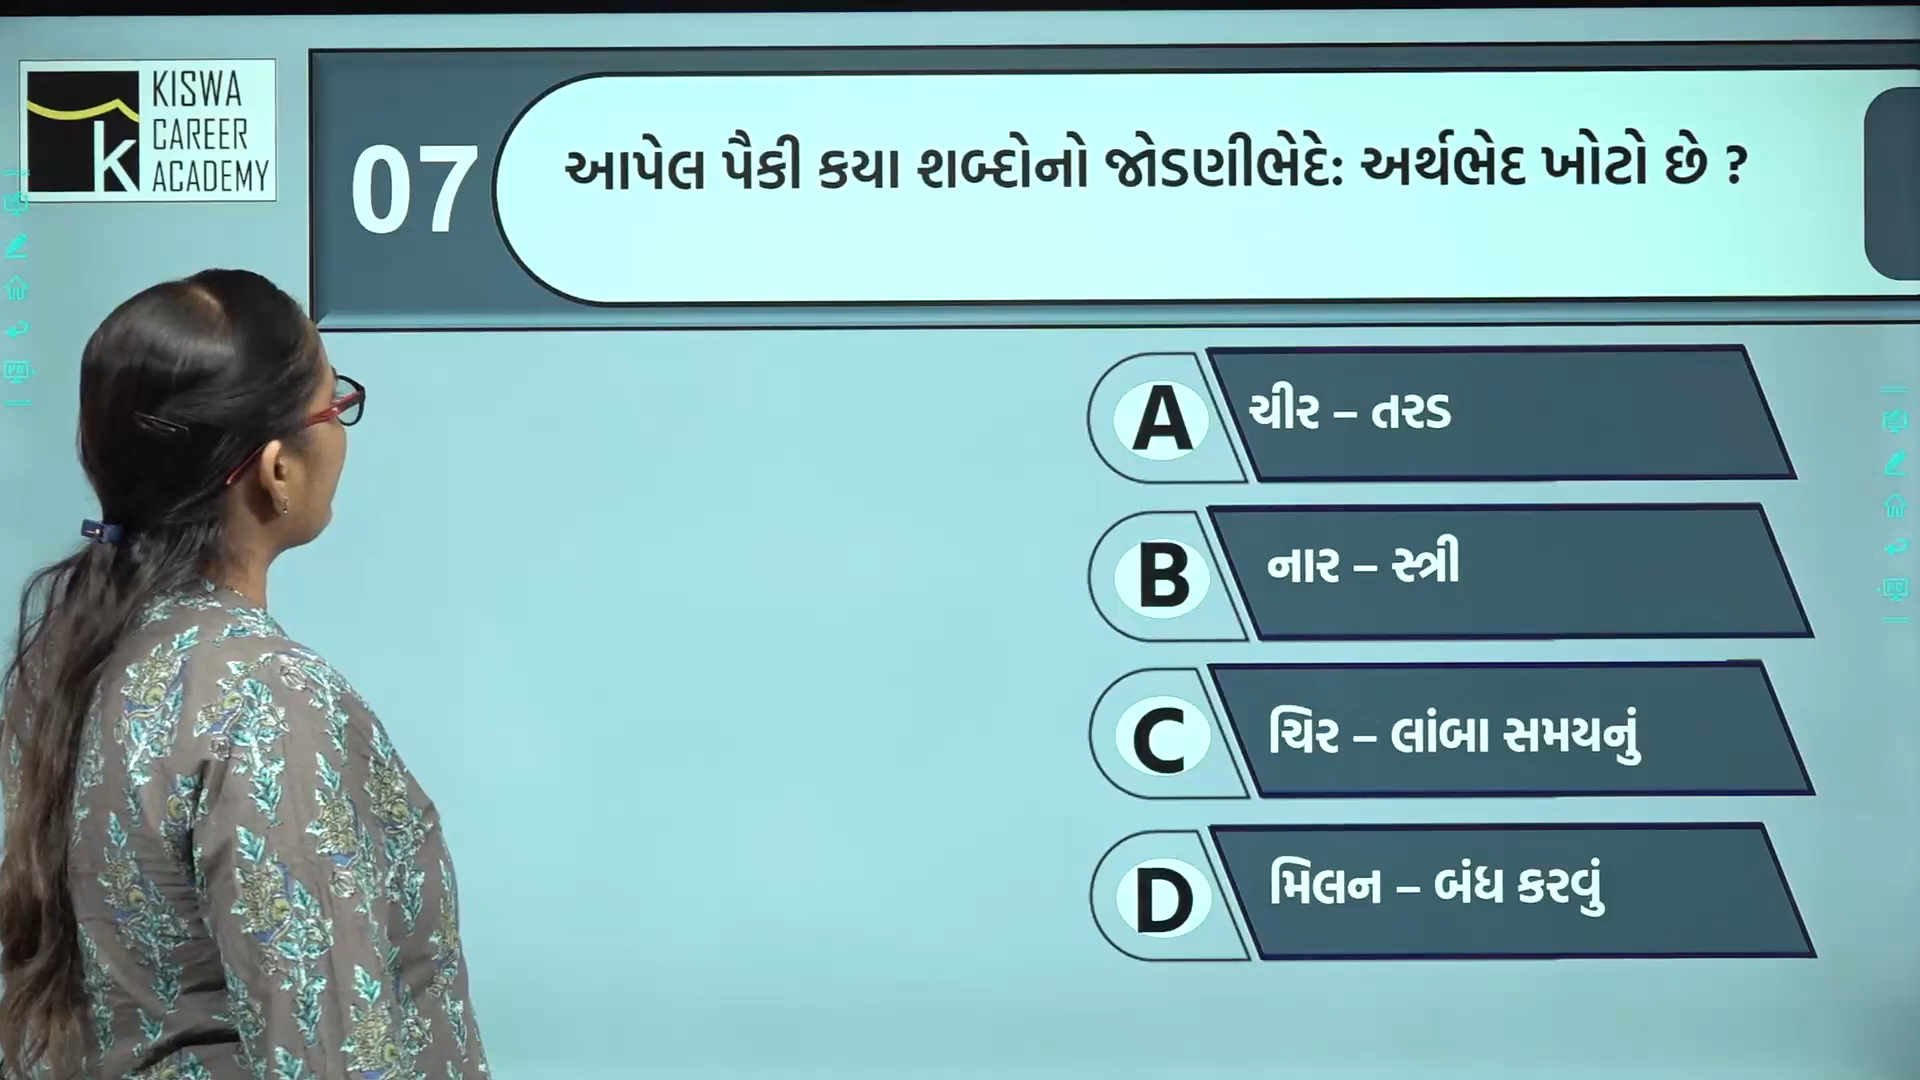 KISWA
CAREER
ACADEMY
k
07
આપેલ પૈકી કયા શબ્દોનો જોડણીભેદે: અર્થભેદ ખોટો છે ?
A
ચીર – તરડ
B
નાર – સ્ત્રી
C
ચિર – લાંબા સમયનું
D
મિલન – બંધ કરવું